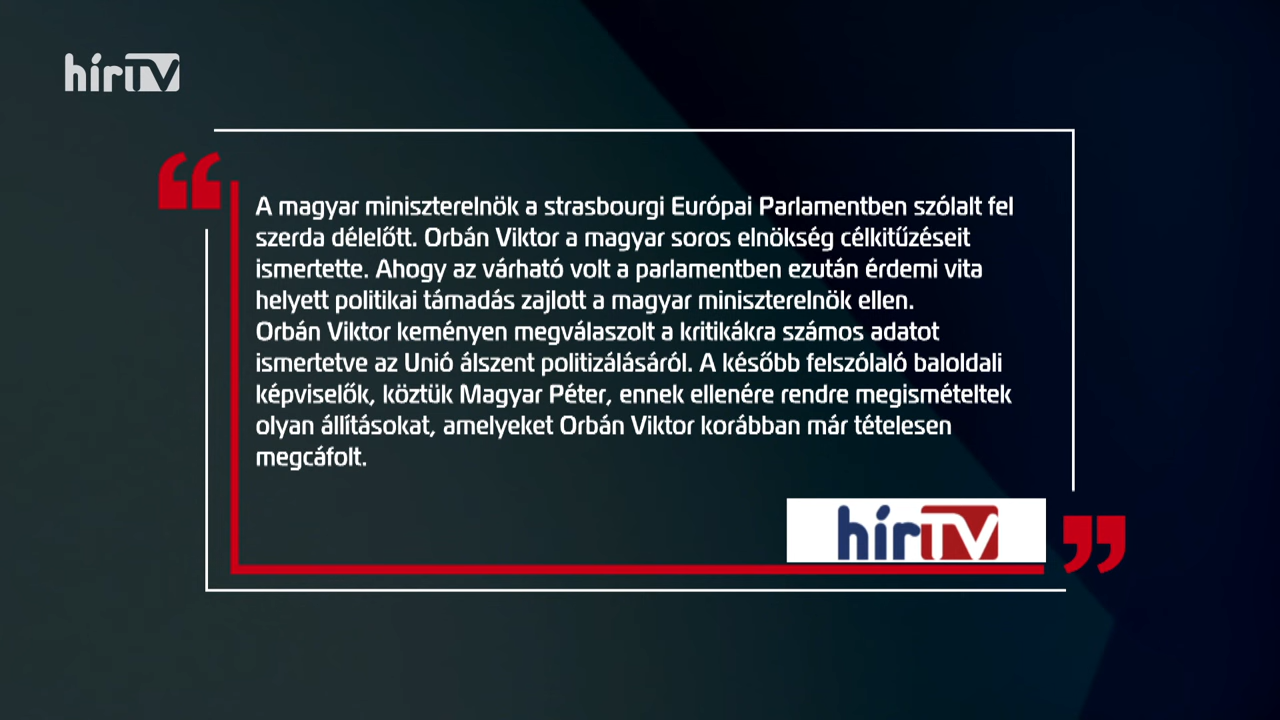 hírTV
A magyar miniszterelnök a strasbourgi Európai Parlamentben szólalt fel
szerda délelőtt. Orbán Viktor a magyar soros elnökség célkitűzéseit
ismertette. Ahogy az várható volt a parlamentben ezután érdemi vita
helyett politikai támadás zajlott a magyar miniszterelnök ellen.
Orbán Viktor keményen megválaszolt a kritikákra számos adatot
ismertetve az Unió álszent politizálásáról. A később felszólaló baloldali
képviselők, köztük Magyar Péter, ennek ellenére rendre megismételtek
olyan állításokat, amelyeket Orbán Viktor korábban már tételesen
megcáfolt.
hírTV